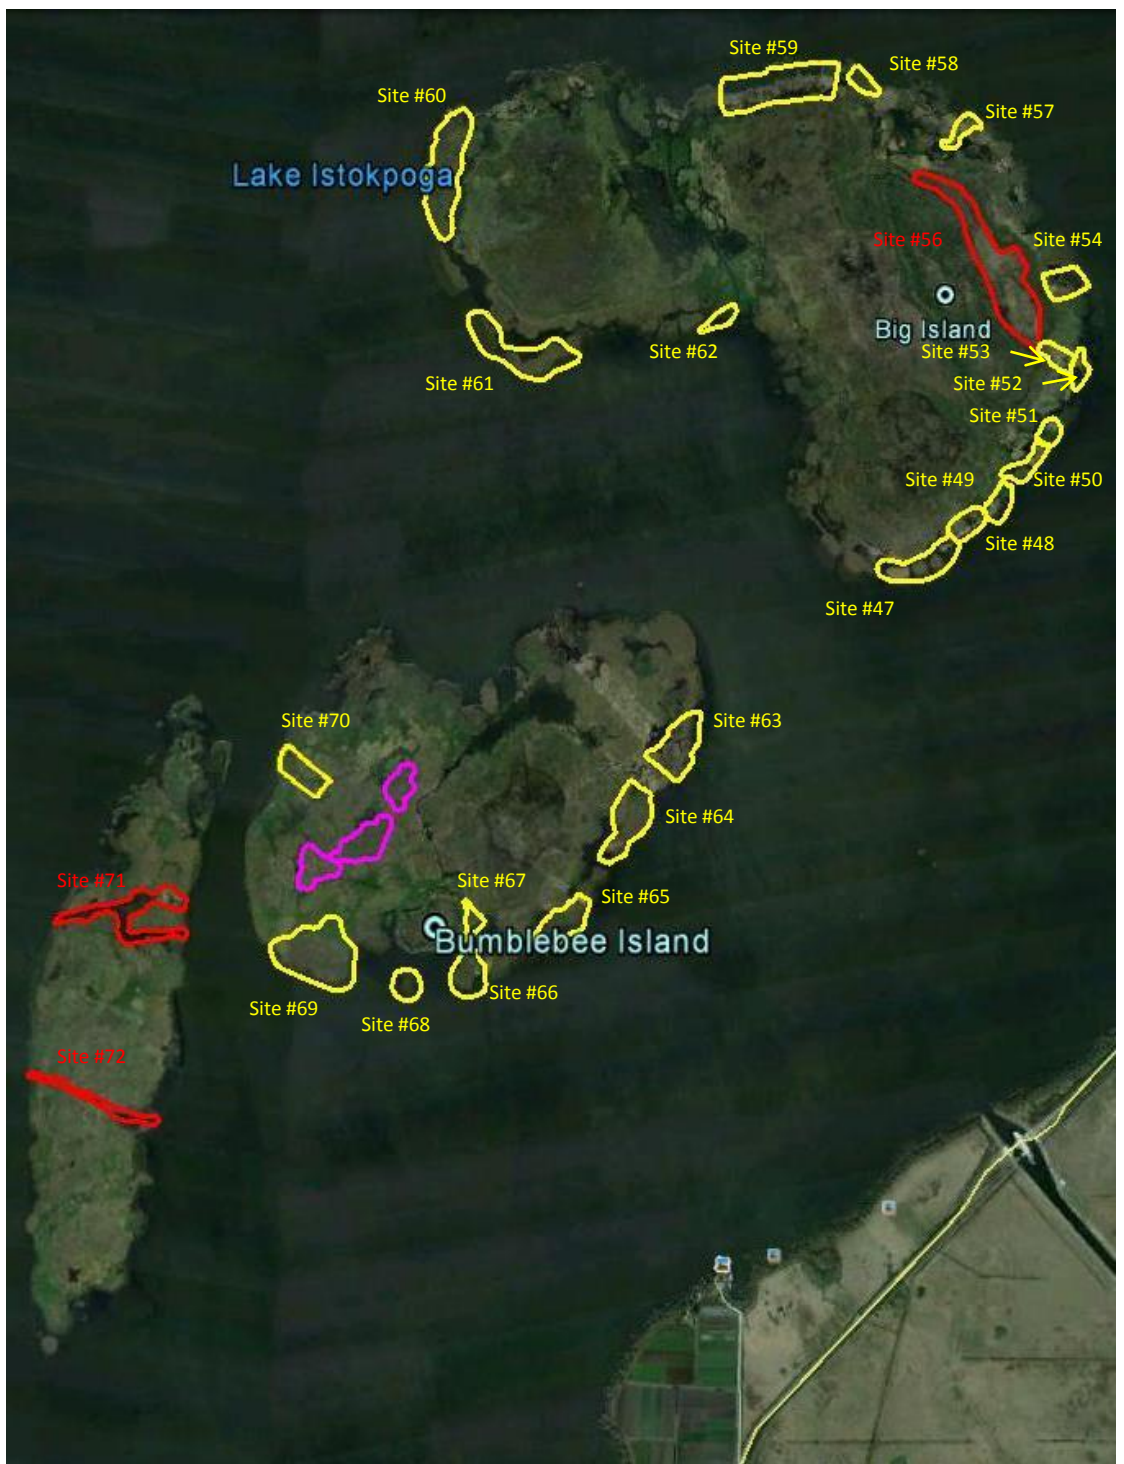 Site #59
Site #58
Site #60
Site #57
Lake Istokpoga
Site #56
Site #54
Big Island
Site #53
Site #62
Site #61
Site #52
Site #51
Site #49
Site #50
Site #48
Site #47
Site #70
Site #63
Site #64
Site #71
Site #67
Site #65
Bumblebee Island
Site #66
Site #69
Site #68
Site #72